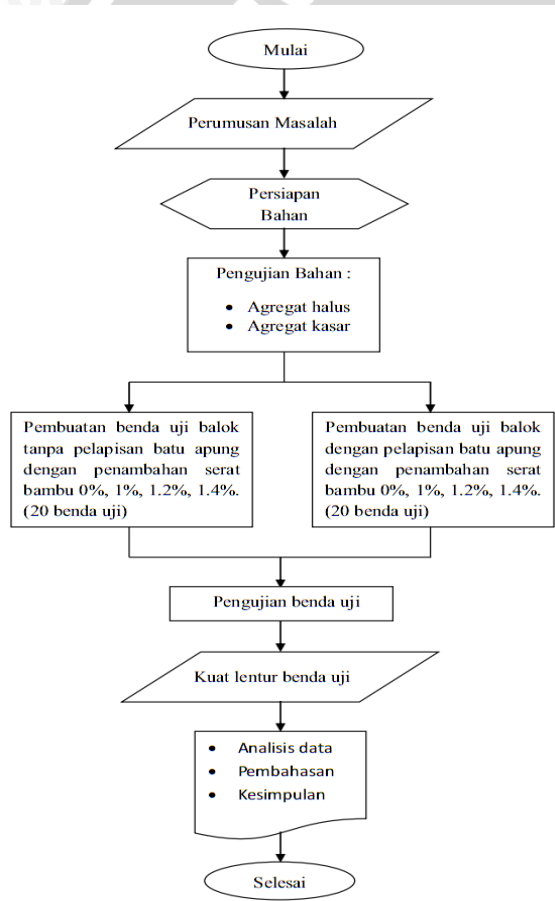 Mulai
Perumusan Masalah
Persiapan
Bahan
Pengujian Bahan :
• Agregat halus
• Agregat kasar
Pembuatan benda uji balok
tanpa pelapisan batu apung
dengan penambahan serat
bambu 0%, 1%, 1.2%, 1.4%.
(20 benda uji)
Pembuatan benda uji balok
dengan pelapisan batu apung
dengan penambahan serat
bambu 0%, 1%, 1.2%, 1.4%.
(20 benda uji)
Pengujian benda uji
Kuat lentur benda uji
• Analisis data
• Pembahasan
• Kesimpulan
Selesai